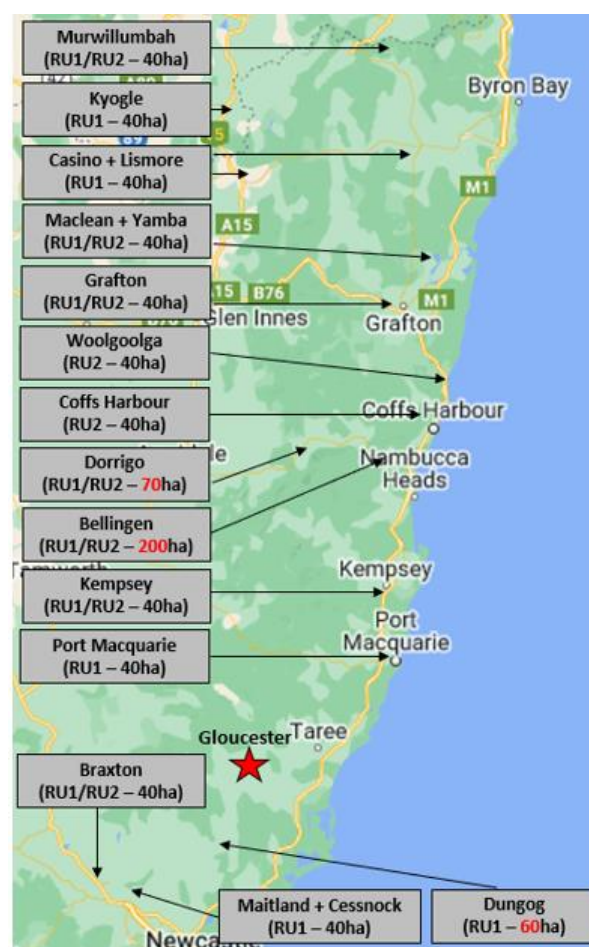 Murwillumbah
(RU1/RU2 – 40ha)
Byron Bay
Kyogle
(RU1 – 40ha)
Casino + Lismore
(RU1 – 40ha)
M1
Maclean + Yamba
(RU1/RU2 – 40ha)
A15
Grafton
(RU1/RU2 – 40ha)
15
B76
M1
Glen Innes
Grafton
Woolgoolga
(RU2 – 40ha)
Coffs Harbour
(RU2 – 40ha)
Coffs Harbour
Dorrigo
(RU1/RU2 – 70ha)
Nambucca
Heads
Bellingen
(RU1/RU2 – 200ha)
Kempsey
(RU1/RU2 – 40ha)
Kempsey
Port Macquarie
(RU1 – 40ha)
Port
Macquarie
Gloucester
Taree
Braxton
(RU1/RU2 – 40ha)
Maitland + Cessnock
(RU1 – 40ha)
Dungog
(RU1 – 60ha)